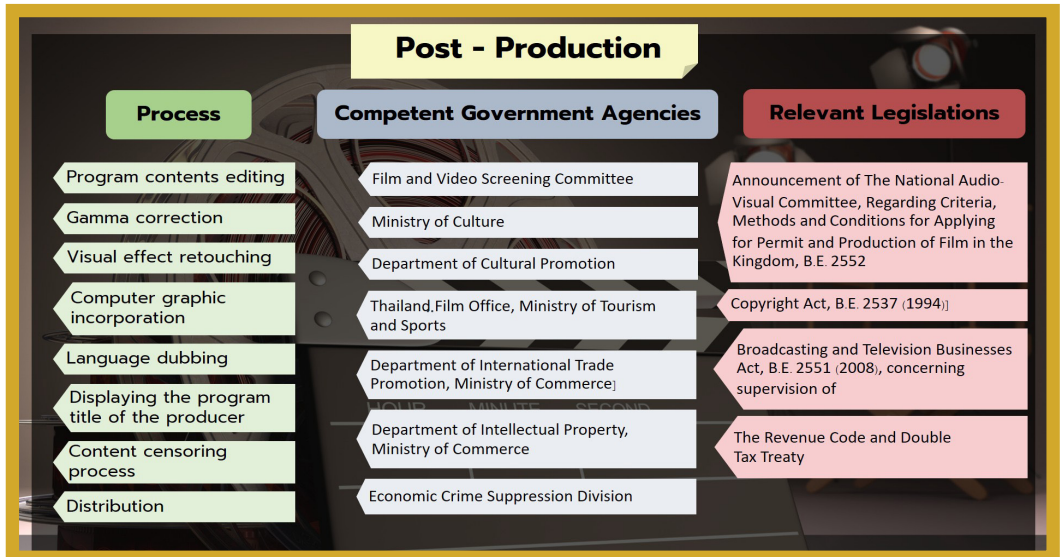 Post - Production
Process
Program contents editing
Gamma correction
Visual effect retouching
Computer graphic
incorporation
Language dubbing
Displaying the program
title of the producer
Content censoring
process
Distribution
Competent Government Agencies
Film and Video Screening Committee
Ministry of Culture
Department of Cultural Promotion
Thailand.Film Office, Ministry of Tourism
and Sports
Department of International Trade
Promotion, Ministry of Commerce]
Department of Intellectual Property,
Ministry of Commerce
Economic Crime Suppression Division
HOUR MINUTE SECOND
Relevant Legislations
Announcement of The National Audio-
Visual Committee, Regarding Criteria,
Methods and Conditions for Applying
for Permit and Production of Film in the
Kingdom, B.E. 2552
Copyright Act, B.E. 2537 (1994)]
Broadcasting and Television Businesses
Act, B.E. 2551 (2008), concerning
supervision of
The Revenue Code and Double
Tax Treaty